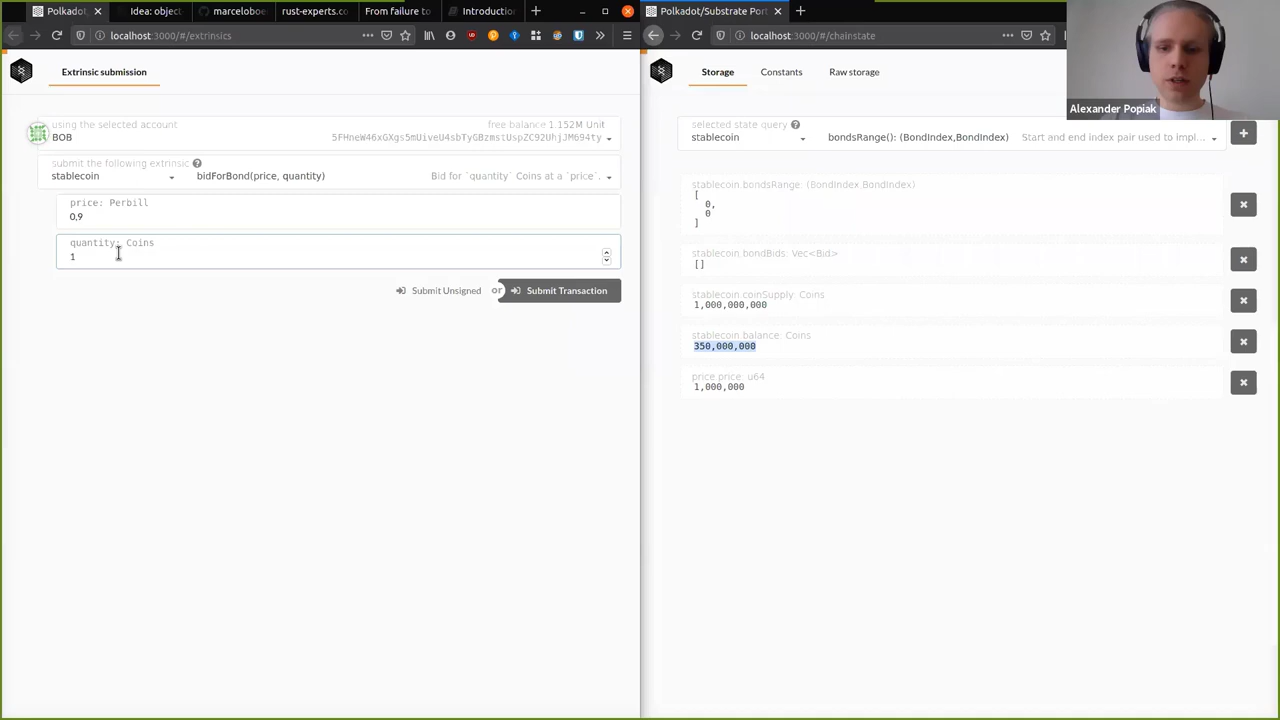 Polkadot
Idea: object
marceloboe
rust-experts.co
From failure to
Introduction
localhost:3000/#/extrinsics
Extrinsic submission
using the selected account
BOB
free balance 1.152M Unit
5FHneW46xGXgs5mUiveU4sbTyGBzmstUspZC92UhjJM694ty
submit the following extrinsic
stablecoin
bidForBond(price, quantity)
Bid for `quantity` Coins at a `price`.
price: Perbill
0,9
quantity: Coins
1
Submit Unsigned
or
Submit Transaction
Polkadot/Substrate Port
localhost:3000/#/chainstate
Storage
Constants
Raw storage
selected state query
stablecoin
bondsRange(): (BondIndex,BondIndex)
Start and end index pair used to impl...
stablecoin.bondsRange: (BondIndex,BondIndex)
[
0,
0
]
stablecoin.bondBids: Vec<Bid>
[]
stablecoin.coinSupply: Coins
1,000,000,000
stablecoin.balance: Coins
350,000,000
price.price: u64
1,000,000
Alexander Popiak